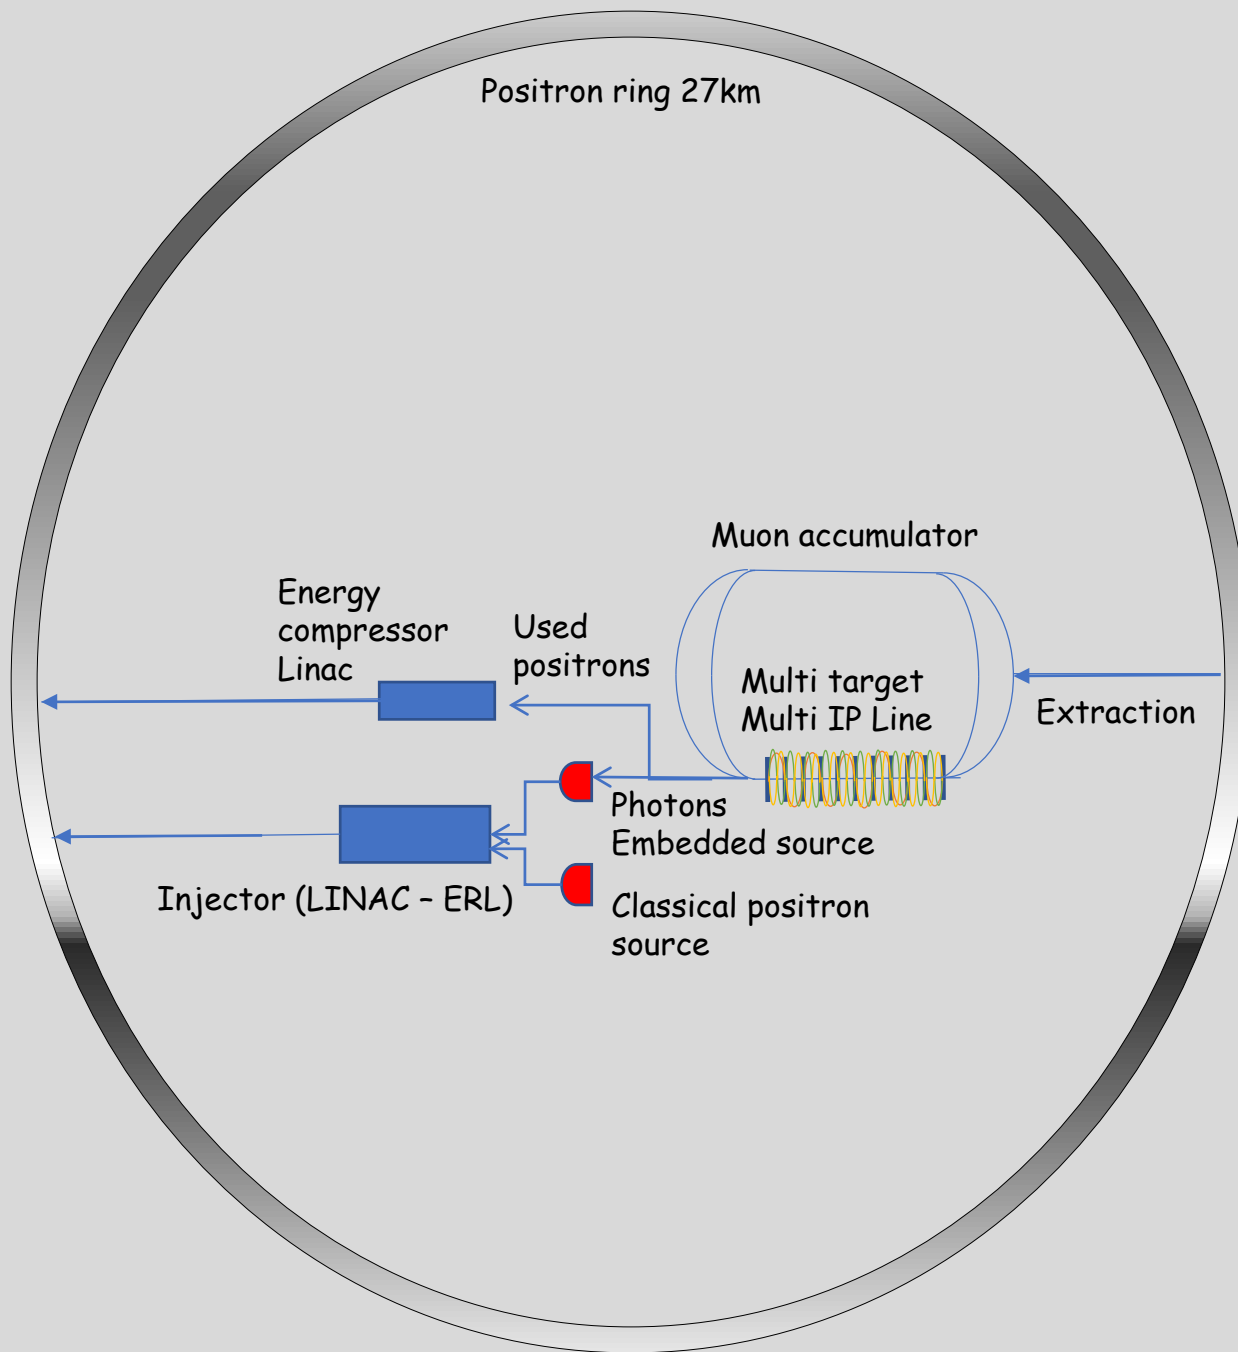 Positron ring 27km
Muon accumulator
Energy
compressor
Linac
Used
positrons
Multi target
Multi IP Line
Extraction
Photons
Embedded source
Injector (LINAC – ERL)
Classical positron
source